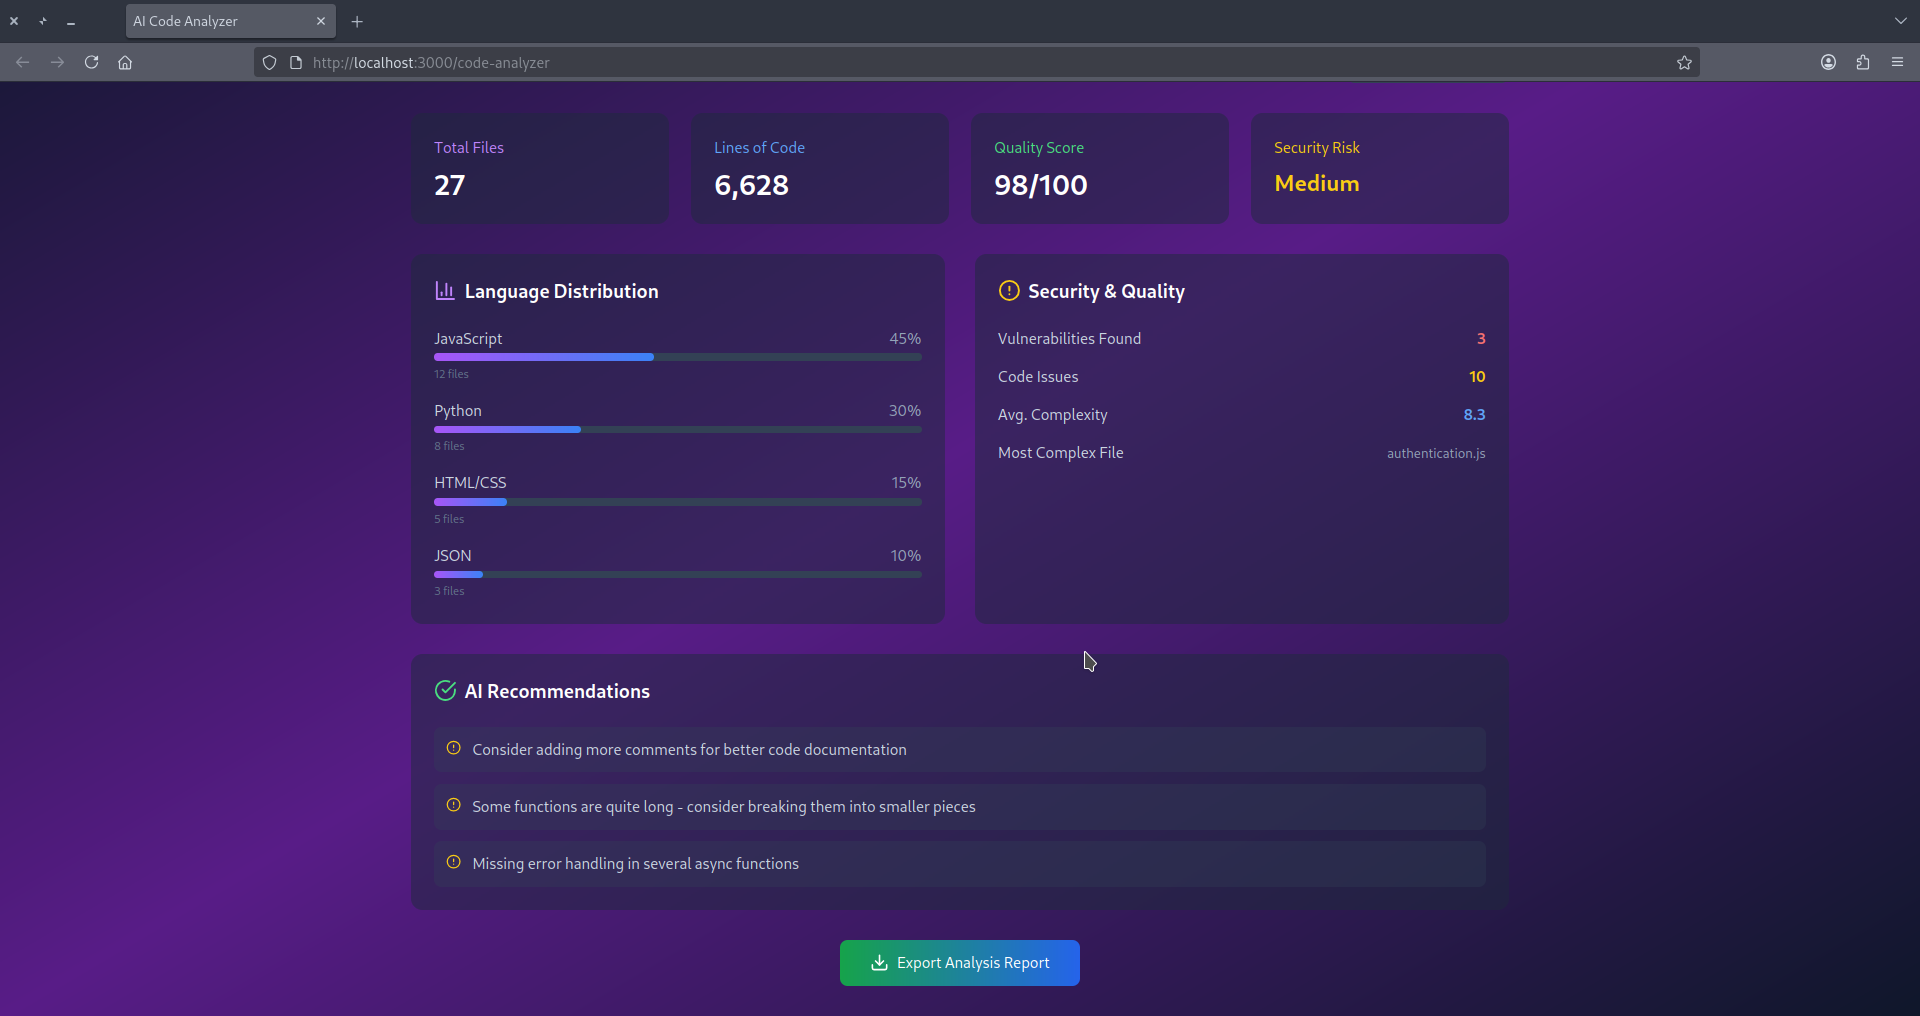 AI Code Analyzer
http://localhost:3000/code-analyzer
Total Files
27
Lines of Code
6,628
Quality Score
98/100
Security Risk
Medium
Language Distribution
JavaScript 45%
12 files
Python 30%
8 files
HTML/CSS 15%
5 files
JSON 10%
3 files
Security & Quality
Vulnerabilities Found 3
Code Issues 10
Avg. Complexity 8.3
Most Complex File authentication.js
AI Recommendations
Consider adding more comments for better code documentation
Some functions are quite long - consider breaking them into smaller pieces
Missing error handling in several async functions
Export Analysis Report